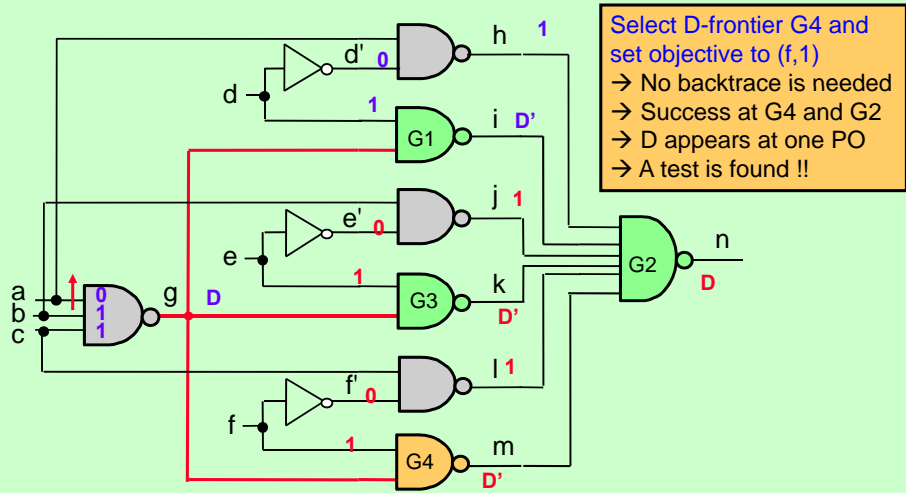 Select D-frontier G4 and
set objective to (f,1)
→ No backtrace is needed
→ Success at G4 and G2
→ D appears at one PO
→ A test is found !!
h 1
d' 0
d
1
i D’
G1
j 1
e' 0
e
G2
n
D
1
k
G3
D’
a 0
g D
b 1
c 1
l 1
f' 0
f
1
m
G4
D’